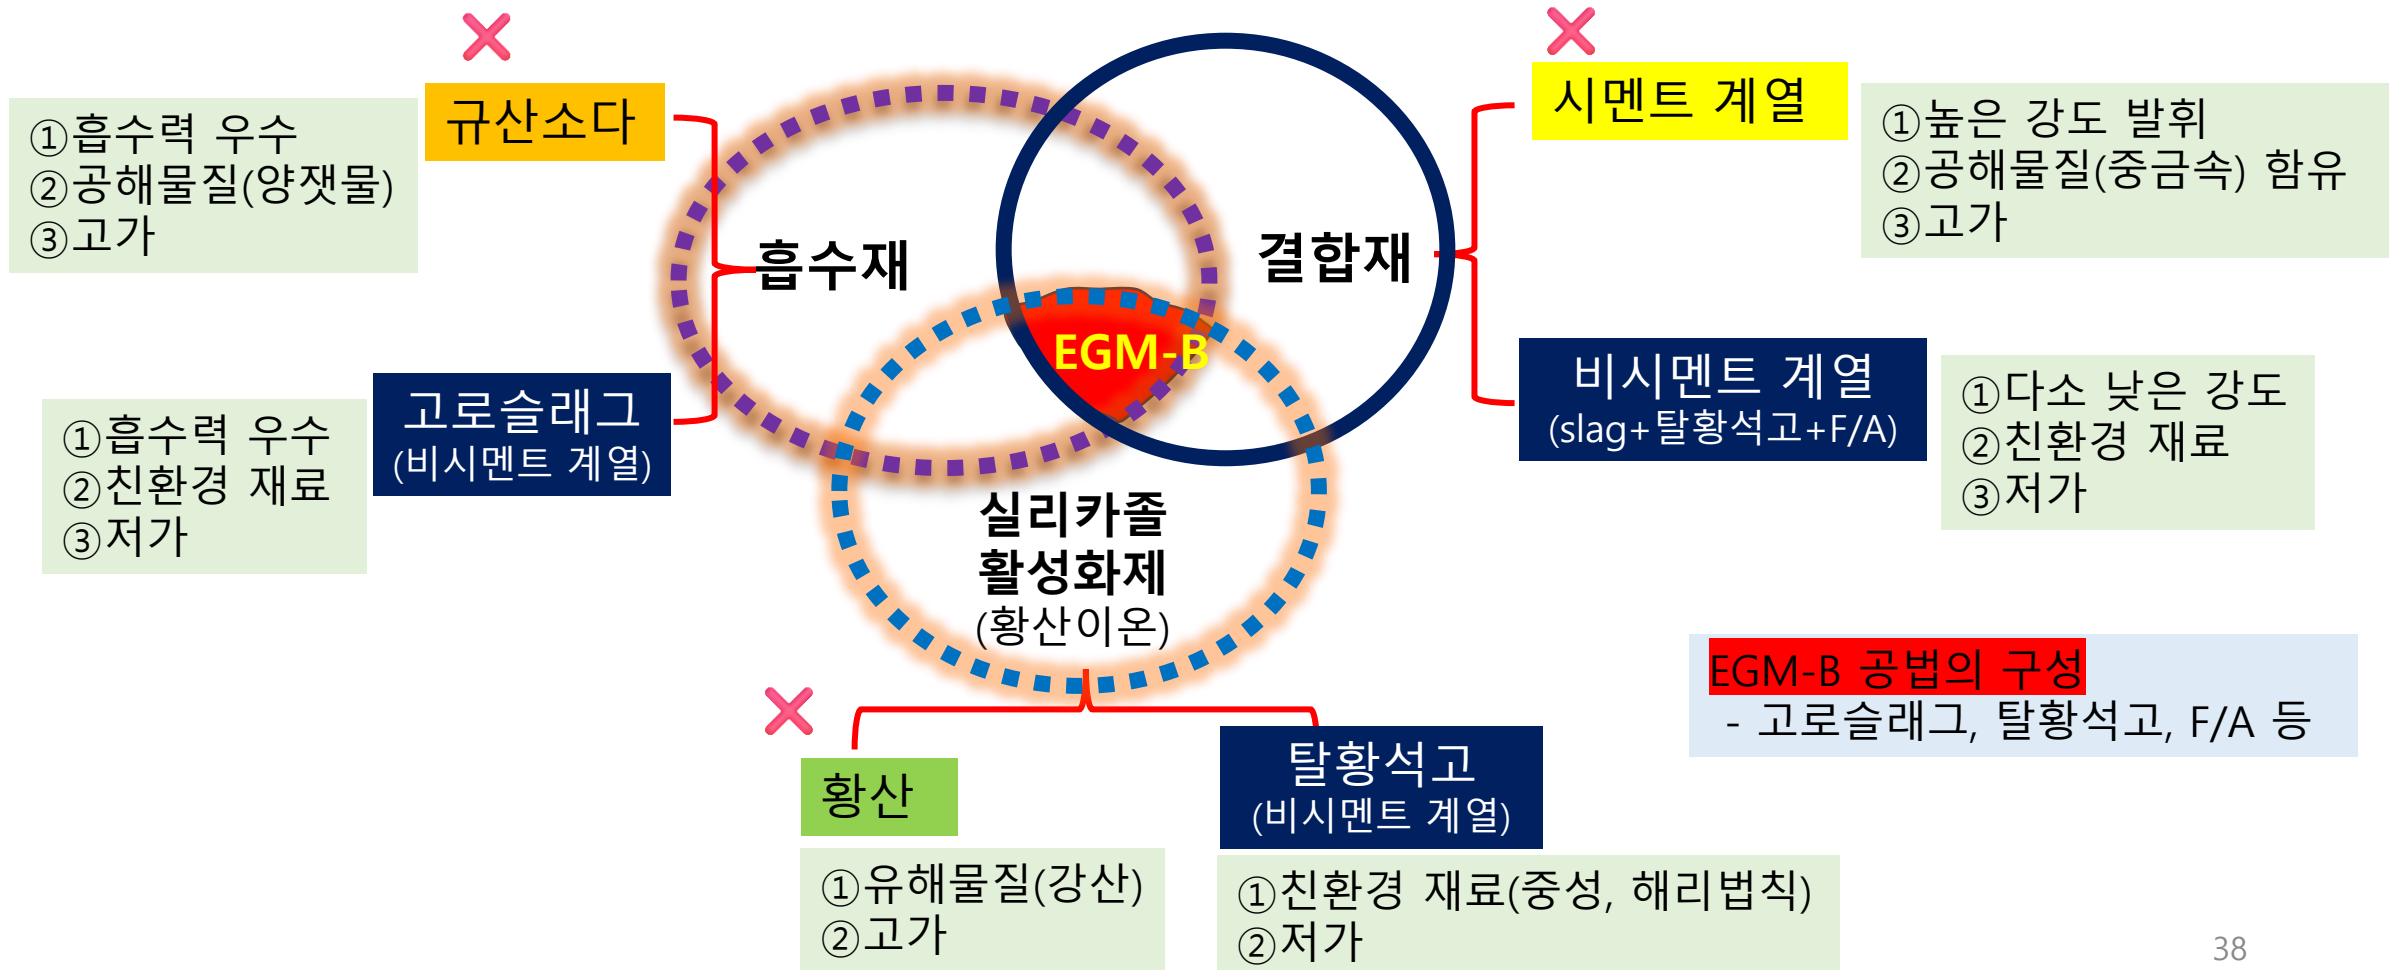 규산소다
①흡수력 우수
②공해물질(양잿물)
③고가
고로슬래그
(비시멘트 계열)
①흡수력 우수
②친환경 재료
③저가
흡수재
결합재
EGM-B
실리카졸
활성화제
(황산이온)
시멘트 계열
①높은 강도 발휘
②공해물질(중금속) 함유
③고가
비시멘트 계열
(slag+탈황석고+F/A)
①다소 낮은 강도
②친환경 재료
③저가
황산
①유해물질(강산)
②고가
탈황석고
(비시멘트 계열)
①친환경 재료(중성, 해리법칙)
②저가
EGM-B 공법의 구성
- 고로슬래그, 탈황석고, F/A 등
38